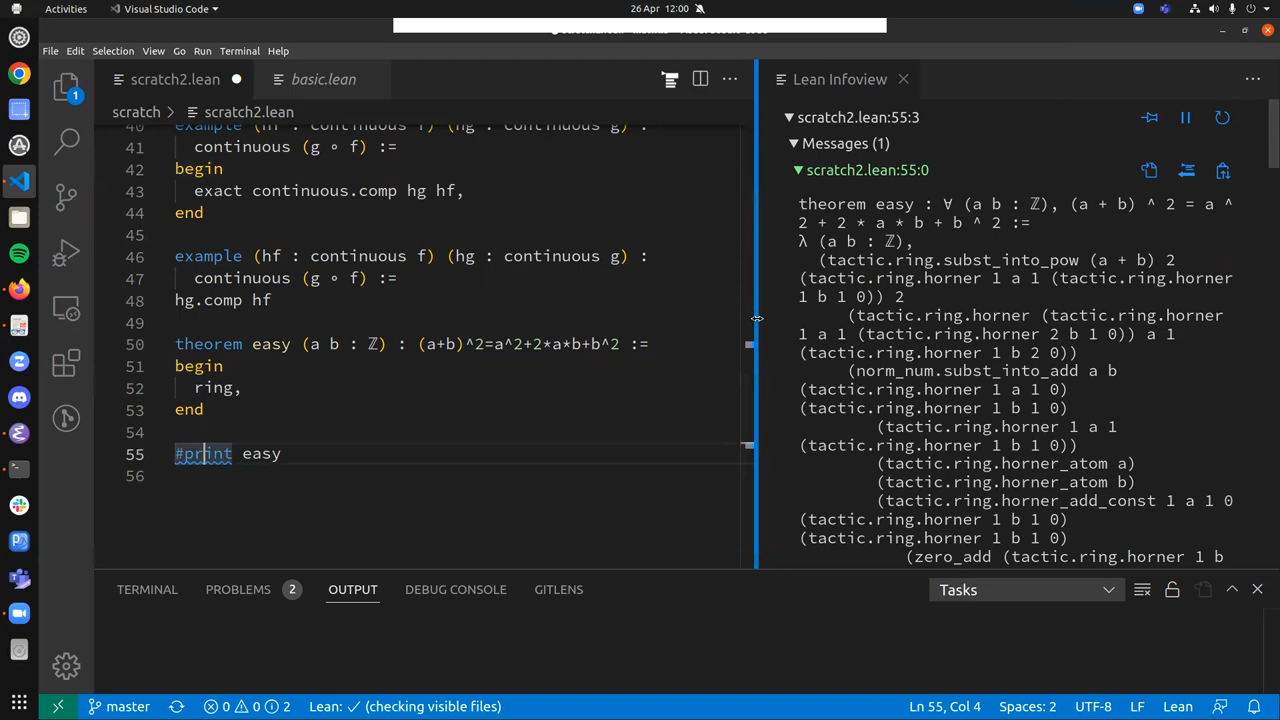 Activities
Visual Studio Code
26 Apr 12:00
File Edit Selection View Go Run Terminal Help
scratch2.lean
basic.lean
Lean Infoview
scratch > scratch2.lean
40 example (hf : continuous f) (hg : continuous g) :
41 continuous (g ∘ f) :=
42 begin
43 exact continuous.comp hg hf,
44 end
45
46 example (hf : continuous f) (hg : continuous g) :
47 continuous (g ∘ f) :=
48 hg.comp hf
49
50 theorem easy (a b : ℤ) : (a+b)^2=a^2+2*a*b+b^2 :=
51 begin
52 ring,
53 end
54
55 #print easy
56
scratch2.lean:55:3
Messages (1)
scratch2.lean:55:0
theorem easy : ∀ (a b : ℤ), (a + b) ^ 2 = a ^
2 + 2 * a * b + b ^ 2 :=
λ (a b : ℤ),
(tactic.ring.subst_into_pow (a + b) 2
(tactic.ring.horner 1 a 1 (tactic.ring.horner
1 b 1 0)) 2
(tactic.ring.horner (tactic.ring.horner
1 a 1 (tactic.ring.horner 2 b 1 0)) a 1
(tactic.ring.horner 1 b 2 0))
(norm_num.subst_into_add a b
(tactic.ring.horner 1 a 1 0)
(tactic.ring.horner 1 b 1 0)
(tactic.ring.horner 1 a 1
(tactic.ring.horner 1 b 1 0))
(tactic.ring.horner_atom a)
(tactic.ring.horner_atom b)
(tactic.ring.horner_add_const 1 a 1 0
(tactic.ring.horner 1 b 1 0)
(tactic.ring.horner 1 b 1 0)
(zero_add (tactic.ring.horner 1 b
TERMINAL PROBLEMS 2 OUTPUT DEBUG CONSOLE GITLENS
Tasks
master 0 0 2 Lean: ✓ (checking visible files)
Ln 55, Col 4 Spaces: 2 UTF-8 LF Lean
1